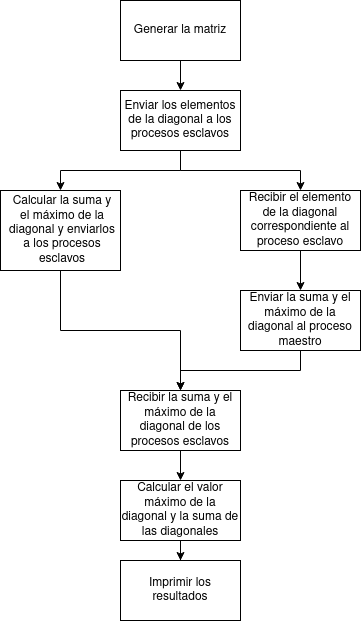 Generar la matriz
Enviar los elementos
de la diagonal a los
procesos esclavos
Calcular la suma y
el máximo de la
diagonal y enviarlos
a los procesos
esclavos
Recibir el elemento
de la diagonal
correspondiente al
proceso esclavo
Enviar la suma y el
máximo de la
diagonal al proceso
maestro
Recibir la suma y el
máximo de la
diagonal de los
procesos esclavos
Calcular el valor
máximo de la
diagonal y la suma de
las diagonales
Imprimir los
resultados